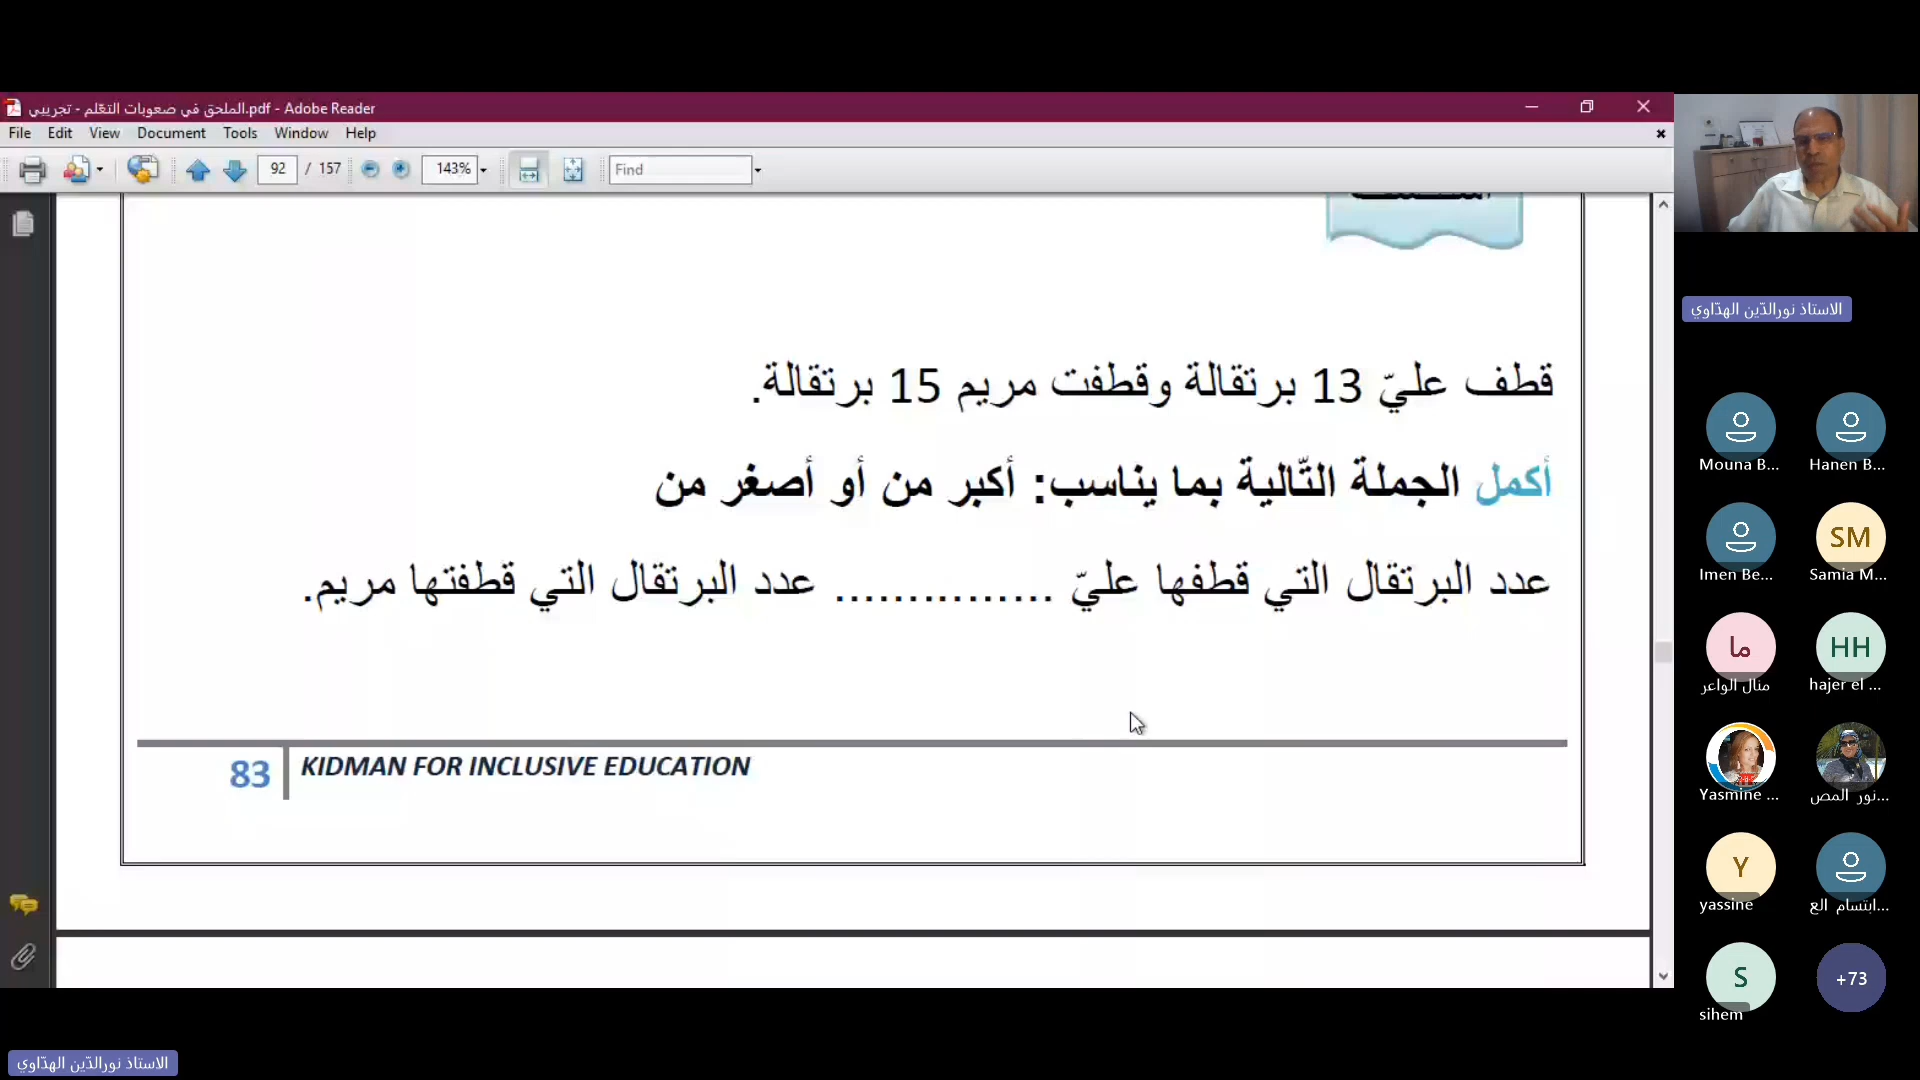 الملحق في صعوبات التعّلم - تجريبي.pdf - Adobe Reader
File Edit View Document Tools Window Help
92 / 157 143% Find
قطف عليّ 13 برتقالة وقطفت مريم 15 برتقالة.
أكمل الجملة التّالية بما يناسب: أكبر من أو أصغر من
عدد البرتقال التي قطفها عليّ ............... عدد البرتقال التي قطفتها مريم.
83 KIDMAN FOR INCLUSIVE EDUCATION
الاستاذ نورالدّين الهدّاوي
Mouna B...
Hanen B...
Imen Be...
SM
Samia M...
ما
منال الواعر
HH
hajer el ...
Yasmine ...
نور المص...
Y
yassine
ابتسام الع...
S
sihem
+73
الاستاذ نورالدّين الهدّاوي